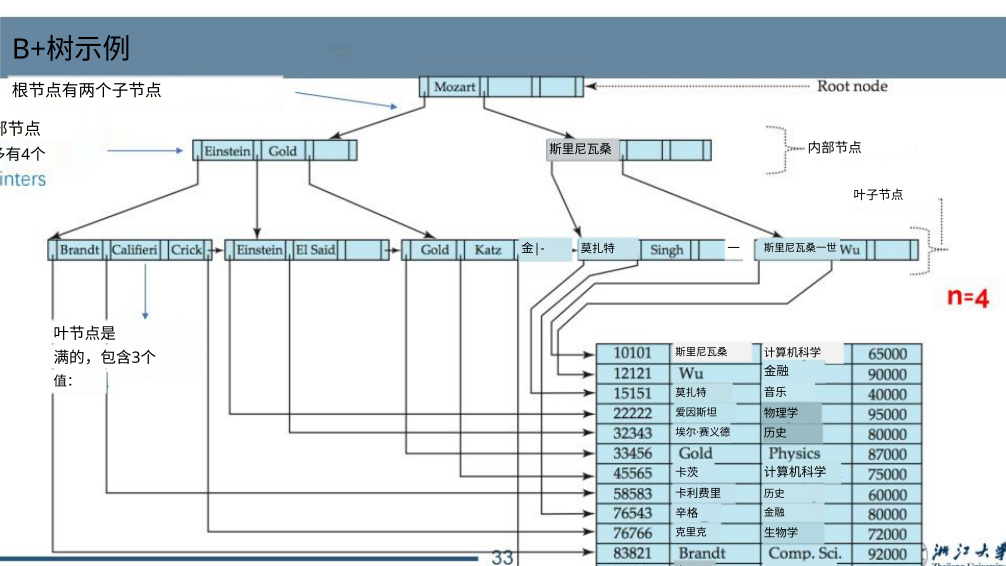 B+树示例
根节点有两个子节点
Mozart
Root node
部节点
多有4个
inters
Einstein Gold
斯里尼瓦桑
内部节点
叶子节点
Brandt Califieri Crick
Einstein El Said
Gold Katz 金|-
莫扎特 Singh 一
斯里尼瓦桑一世 Wu
n=4
叶节点是
满的，包含3个
值：
10101 斯里尼瓦桑 计算机科学 65000
12121 Wu 金融 90000
15151 莫扎特 音乐 40000
22222 爱因斯坦 物理学 95000
32343 埃尔·赛义德 历史 80000
33456 Gold Physics 87000
45565 卡茨 计算机科学 75000
58583 卡利费里 历史 60000
76543 辛格 金融 80000
76766 克里克 生物学 72000
83821 Brandt Comp. Sci. 92000
33
浙江大学